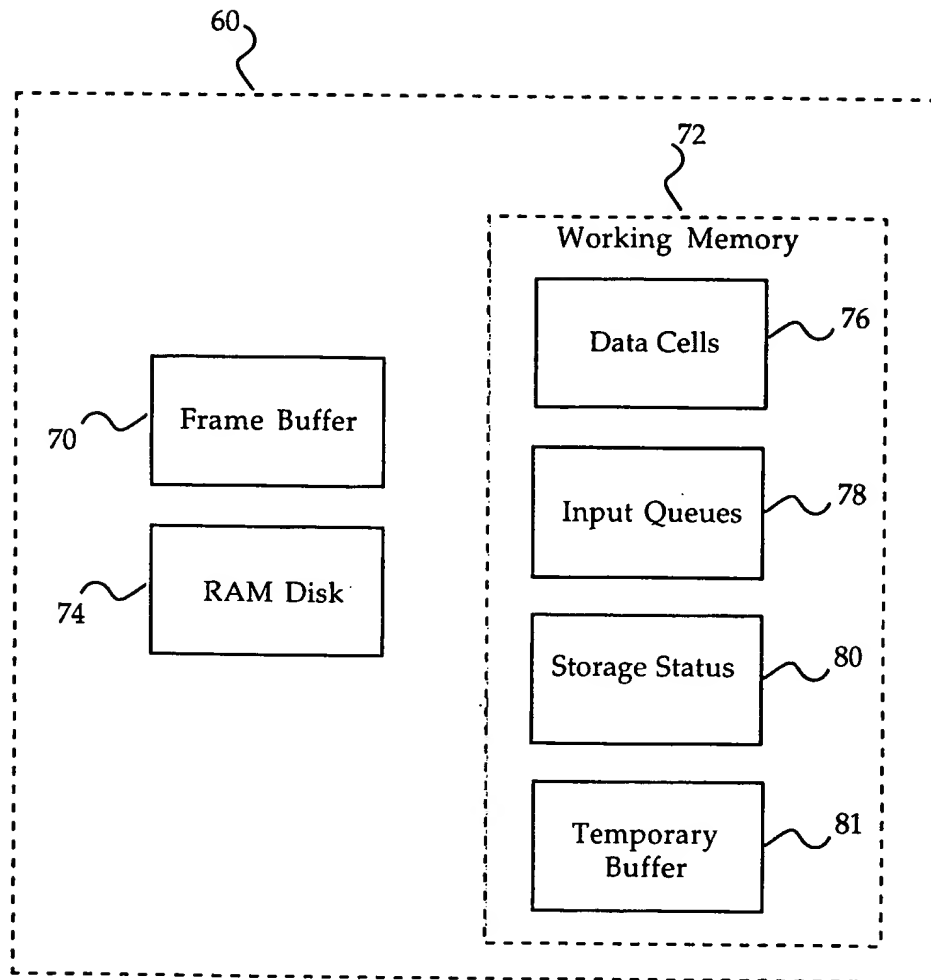 60
72
Working Memory
Data Cells
76
Frame Buffer
70
Input Queues
78
RAM Disk
74
Storage Status
80
Temporary
Buffer
81